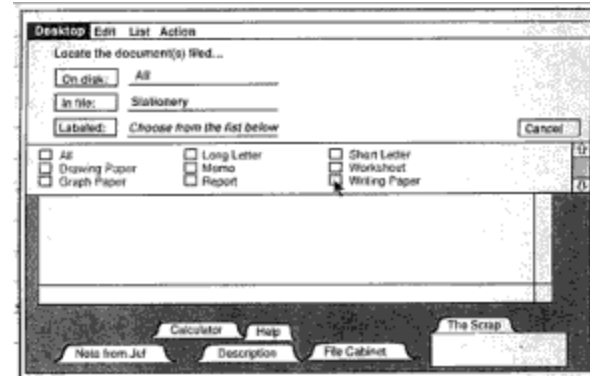 Desktop Edit List Action
Locate the document(s) filed...
On disk: All
In file: Stationery
Labeled: Choose from the list below
Cancel
All Long Letter Short Letter
Drawing Paper Memo Worksheet
Graph Paper Report Writing Paper
Calculator Help The Scrap
Note from Jef Description File Cabinet